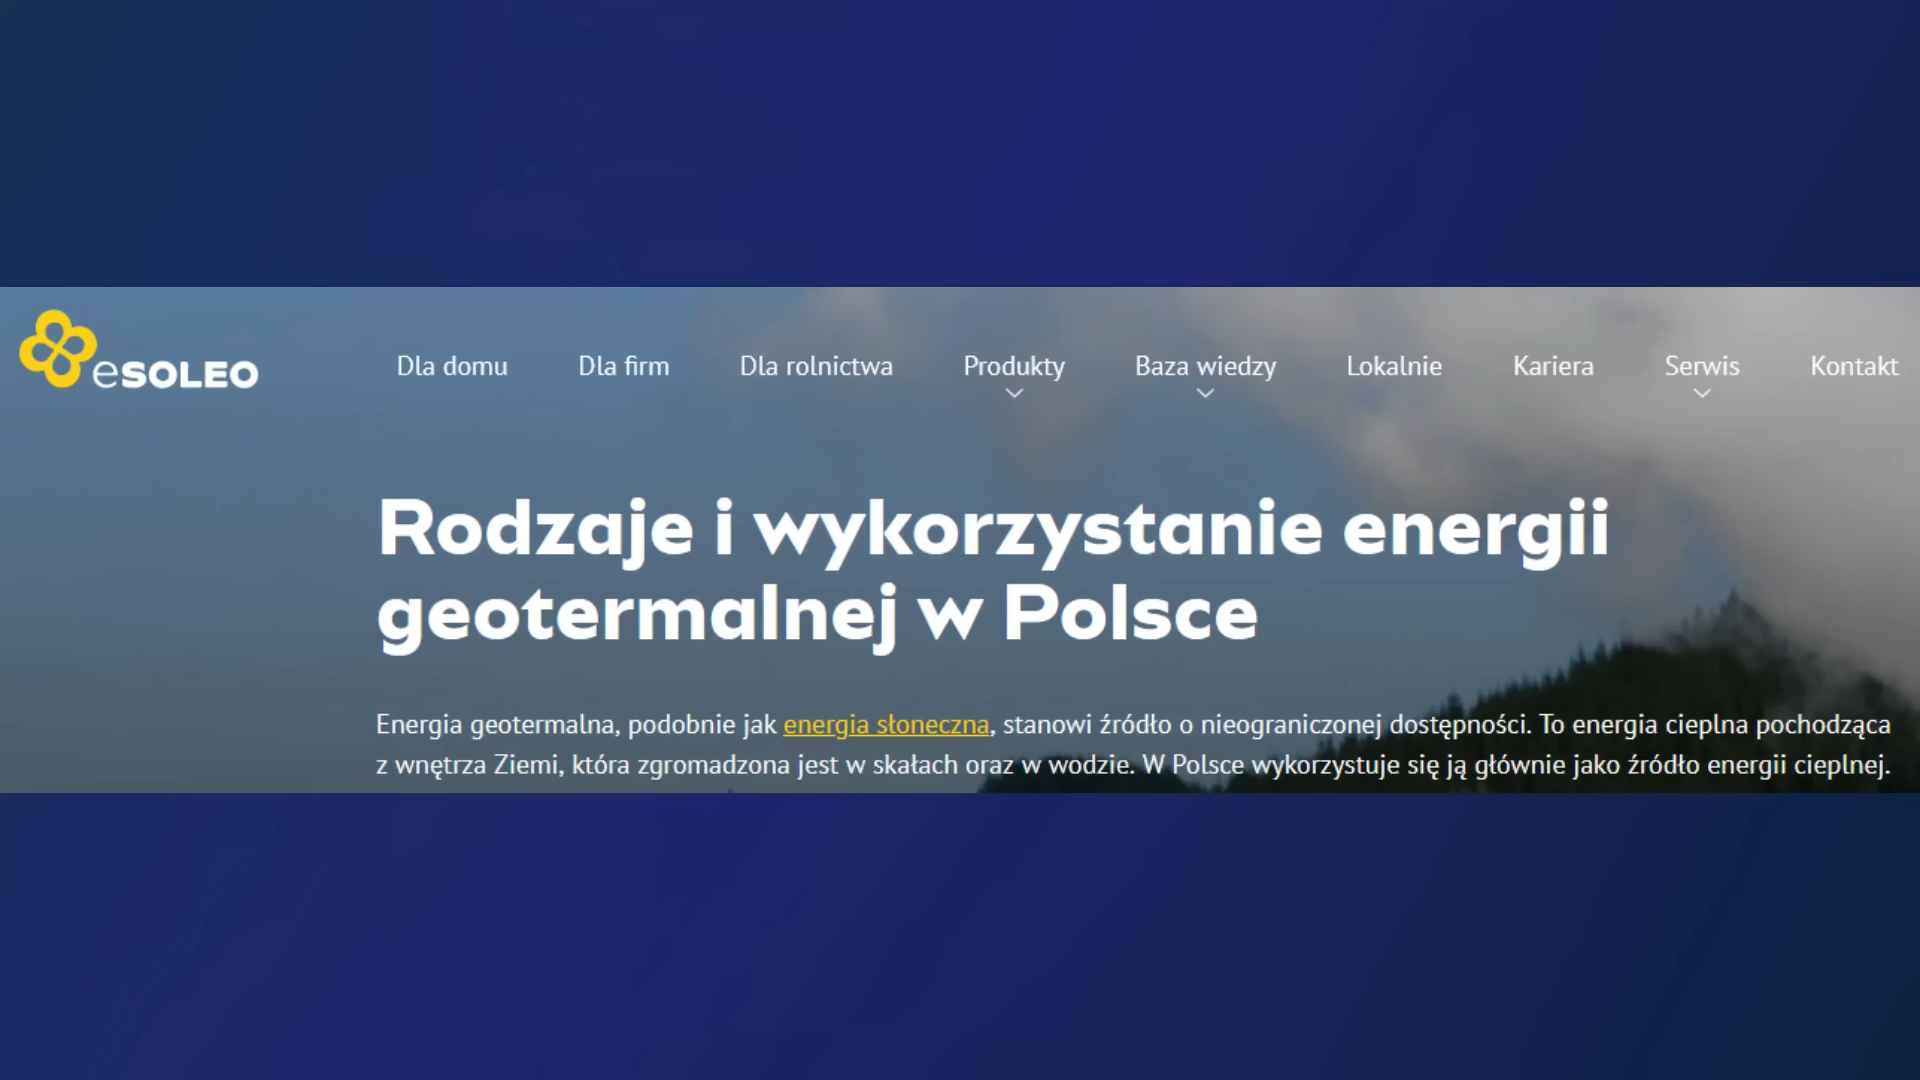 eSOLEO
Dla domu Dla firm Dla rolnictwa Produkty Baza wiedzy Lokalnie Kariera Serwis Kontakt
Rodzaje i wykorzystanie energii
geotermalnej w Polsce
Energia geotermalna, podobnie jak energia słoneczna, stanowi źródło o nieograniczonej dostępności. To energia cieplna pochodząca
z wnętrza Ziemi, która zgromadzona jest w skałach oraz w wodzie. W Polsce wykorzystuje się ją głównie jako źródło energii cieplnej.